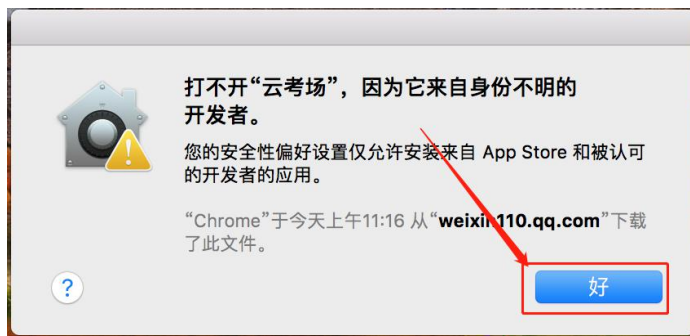 打不开“云考场”，因为它来自身份不明的
开发者。
您的安全性偏好设置仅允许安装来自 App Store 和被认可
的开发者的应用。
“Chrome”于今天上午11:16 从“weixin110.qq.com”下载
了此文件。
?
好